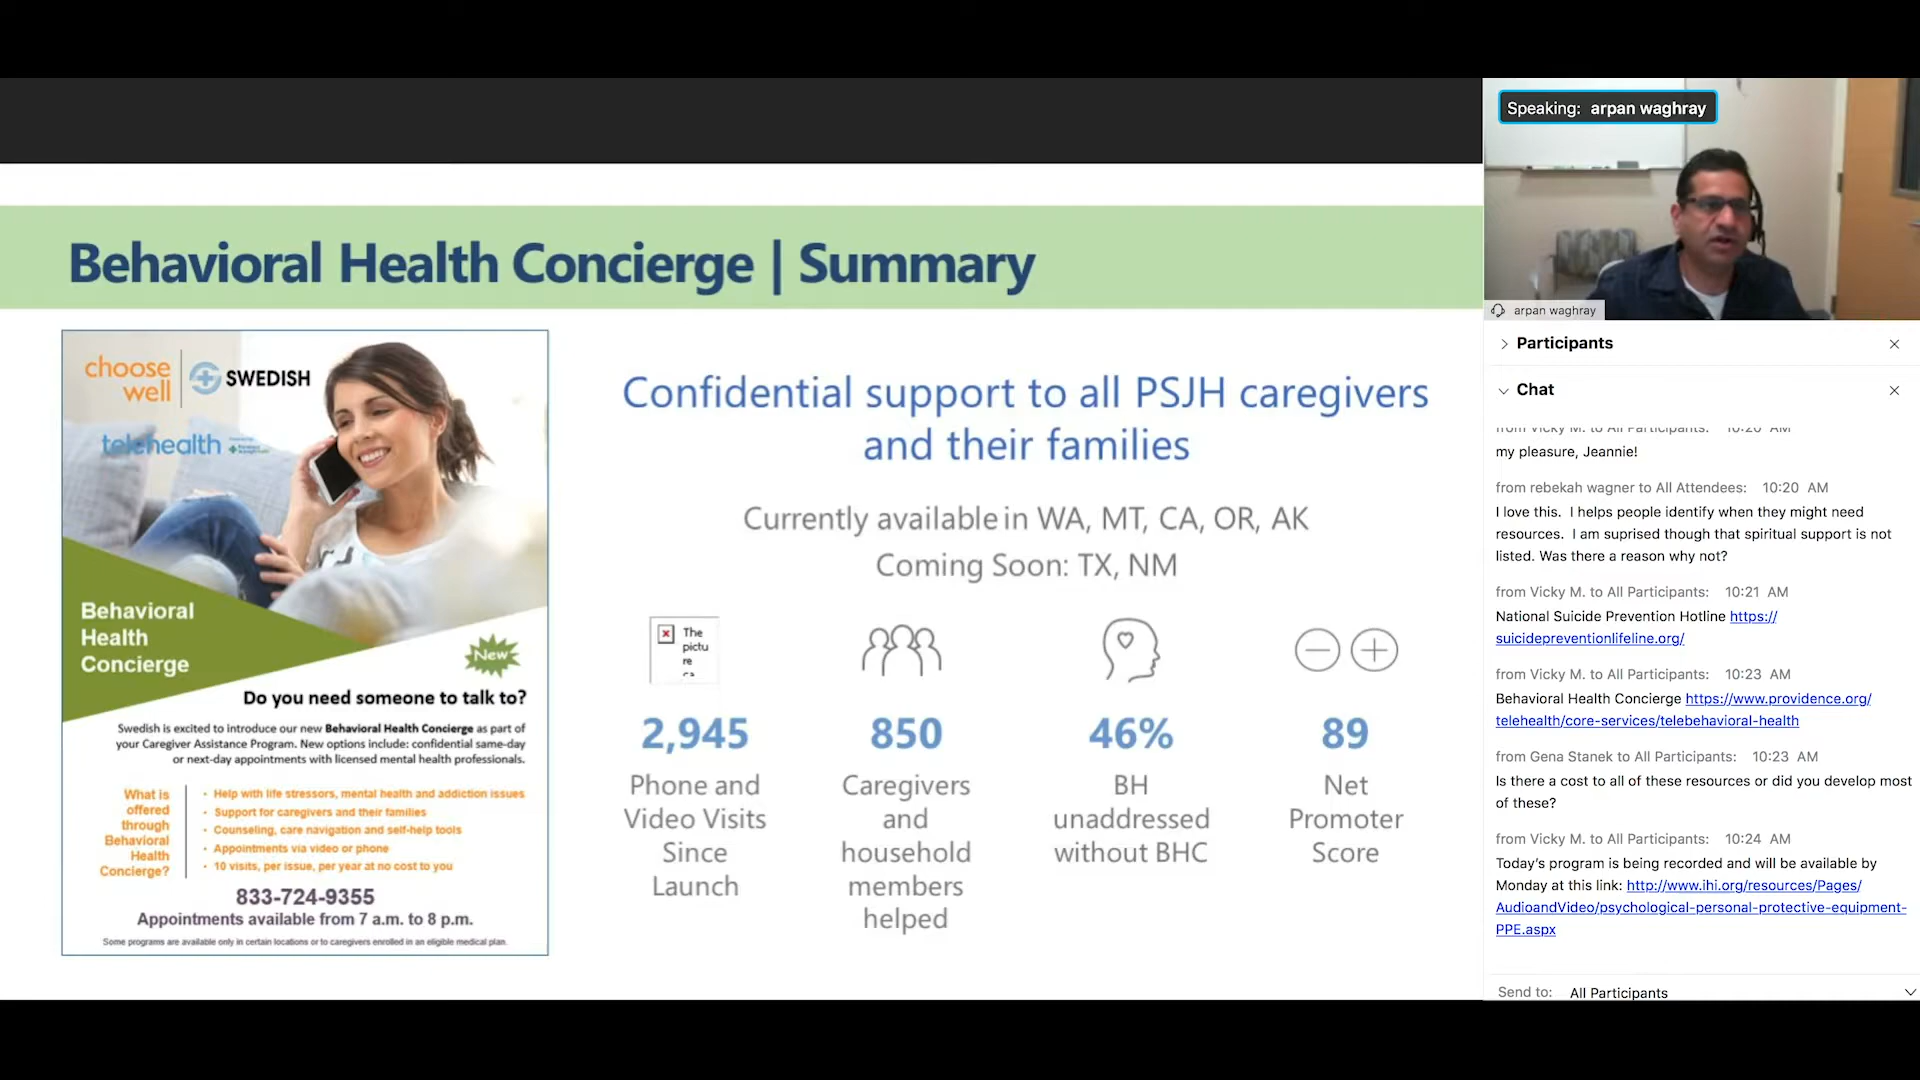 Behavioral Health Concierge | Summary
choose
well
SWEDISH
telehealth
Behavioral
Health
Concierge
New
Do you need someone to talk to?
Swedish is excited to introduce our new Behavioral Health Concierge as part of
your Caregiver Assistance Program. New options include: confidential same-day
or next-day appointments with licensed mental health professionals.
What is
offered
through
Behavioral
Health
Concierge?
• Help with life stressors, mental health and addiction issues
• Support for caregivers and their families
• Counseling, care navigation and self-help tools
• Appointments via video or phone
• 10 visits, per issue, per year at no cost to you
833-724-9355
Appointments available from 7 a.m. to 8 p.m.
Some programs are available only in certain locations or to caregivers enrolled in an eligible medical plan.
Confidential support to all PSJH caregivers
and their families
Currently available in WA, MT, CA, OR, AK
Coming Soon: TX, NM
The
pictu
re
ca
2,945
Phone and
Video Visits
Since
Launch
850
Caregivers
and
household
members
helped
46%
BH
unaddressed
without BHC
89
Net
Promoter
Score
Speaking: arpan waghray
arpan waghray
Participants
Chat
from Vicky M. to All Participants: 10:20 AM
my pleasure, Jeannie!
from rebekah wagner to All Attendees: 10:20 AM
I love this. I helps people identify when they might need
resources. I am suprised though that spiritual support is not
listed. Was there a reason why not?
from Vicky M. to All Participants: 10:21 AM
National Suicide Prevention Hotline https://
suicidepreventionlifeline.org/
from Vicky M. to All Participants: 10:23 AM
Behavioral Health Concierge https://www.providence.org/
telehealth/core-services/telebehavioral-health
from Gena Stanek to All Participants: 10:23 AM
Is there a cost to all of these resources or did you develop most
of these?
from Vicky M. to All Participants: 10:24 AM
Today's program is being recorded and will be available by
Monday at this link: http://www.ihi.org/resources/Pages/
AudioandVideo/psychological-personal-protective-equipment-
PPE.aspx
Send to: All Participants